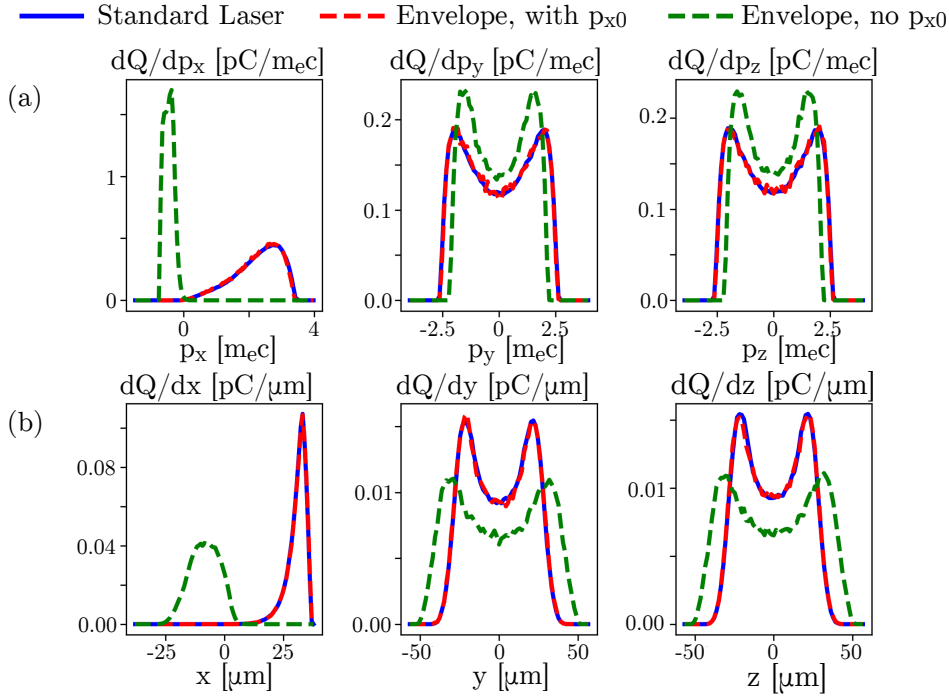 Standard Laser Envelope, with pₓ₀ Envelope, no pₓ₀
(a)
dQ/dpₓ [pC/mₑc] dQ/dp_y [pC/mₑc] dQ/dp_z [pC/mₑc]
1
0
0 4
pₓ [mₑc]
0.2
0.1
0.0
-2.5 0 2.5
p_y [mₑc]
0.2
0.1
0.0
-2.5 0 2.5
p_z [mₑc]
(b)
dQ/dx [pC/μm] dQ/dy [pC/μm] dQ/dz [pC/μm]
0.08
0.04
0.00
-25 0 25
x [μm]
0.01
0.00
-50 0 50
y [μm]
0.01
0.00
-50 0 50
z [μm]